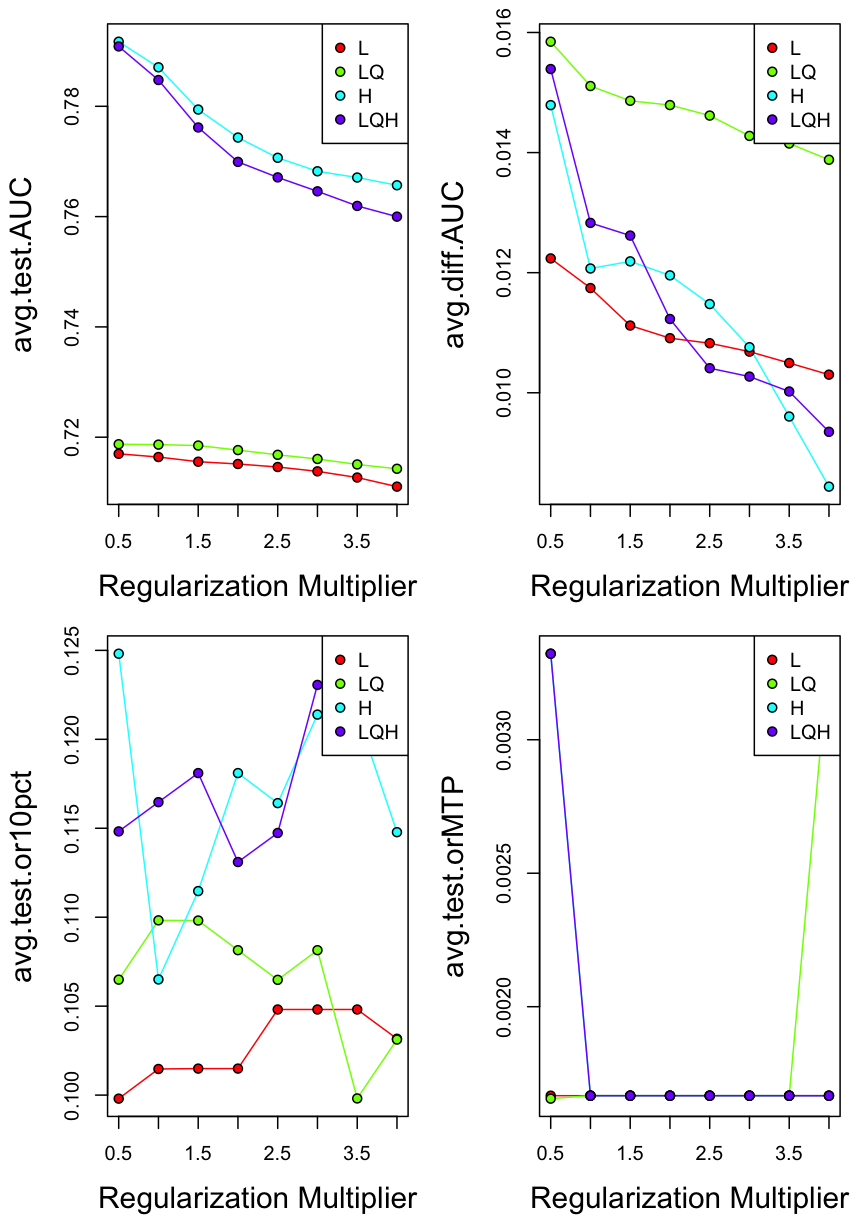 avg.test.AUC
0.78
0.76
0.74
0.72
L
LQ
H
LQH
0.5
1.5
2.5
3.5
Regularization Multiplier
avg.diff.AUC
0.016
0.014
0.012
0.010
L
LQ
H
LQH
0.5
1.5
2.5
3.5
Regularization Multiplier
avg.test.or10pct
0.125
0.120
0.115
0.110
0.105
0.100
L
LQ
H
LQH
0.5
1.5
2.5
3.5
Regularization Multiplier
avg.test.orMTP
0.0030
0.0025
0.0020
L
LQ
H
LQH
0.5
1.5
2.5
3.5
Regularization Multiplier